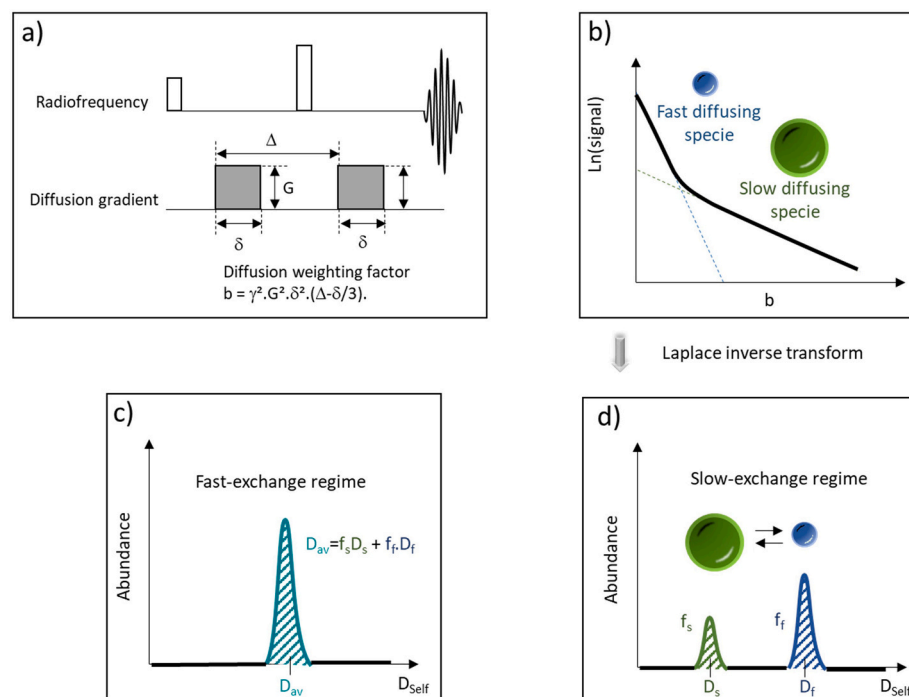 a)
Radiofrequency
Δ
G
Diffusion gradient
δ
δ
Diffusion weighting factor
b = γ².G².δ².(Δ-δ/3).
b)
Ln(signal)
Fast diffusing
specie
Slow diffusing
specie
b
Laplace inverse transform
c)
Fast-exchange regime
D_av=f_sD_s + f_f.D_f
Abundance
D_av
D_Self
d)
Slow-exchange regime
Abundance
f_s
f_f
D_s
D_f
D_Self